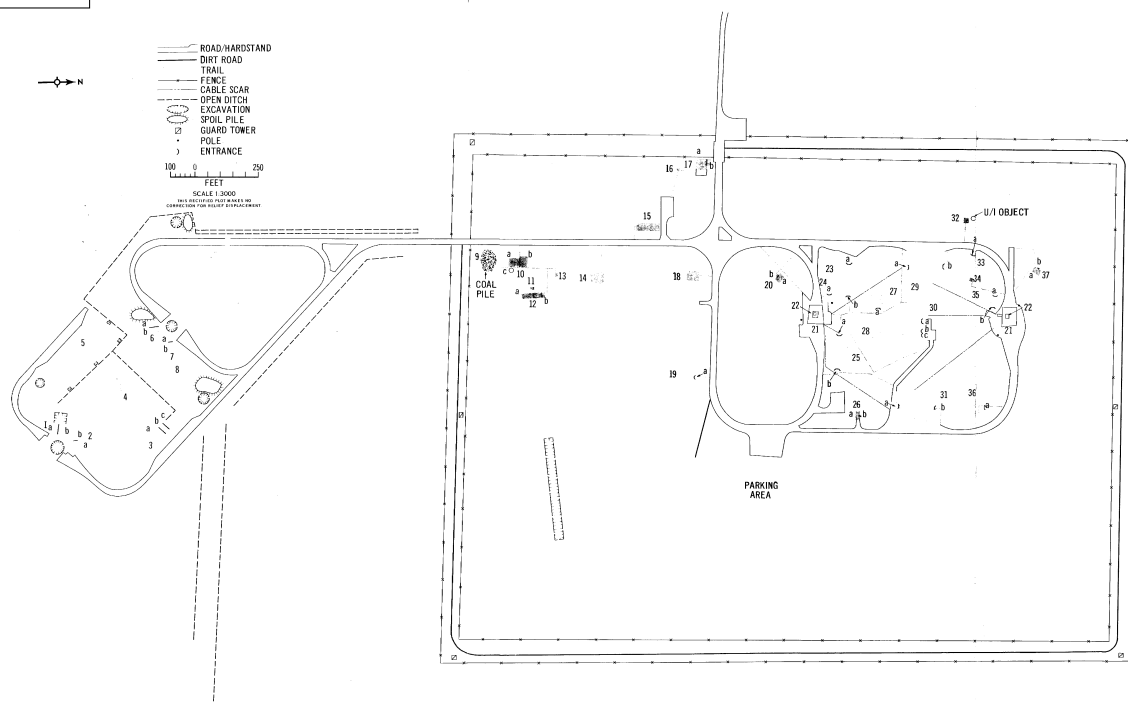 ROAD/HARDSTAND
DIRT ROAD
TRAIL
FENCE
CABLE SCAR
OPEN DITCH
EXCAVATION
SPOIL PILE
GUARD TOWER
POLE
ENTRANCE
N
100 0 250
FEET
SCALE 1:3000
THIS RECTIFIED PLOT MAKES NO
CORRECTION FOR RELIEF DISPLACEMENT
a
16 17 b
15
32 U/I OBJECT
a
33
9 a b
c 10
COAL
PILE
11
13 14
a b
12
18
b
20 a
23 a
24 a
b
a
27
29
b
34
35 a
b
a 37
22
21
a
28
25
b
a
30
a
b
c
b
22
21
19 a
26
a b
a
31
b
36
a
PARKING
AREA
5
a
b 6
a
b 7
8
4
1 a b
b 2
a
c
b
a
3